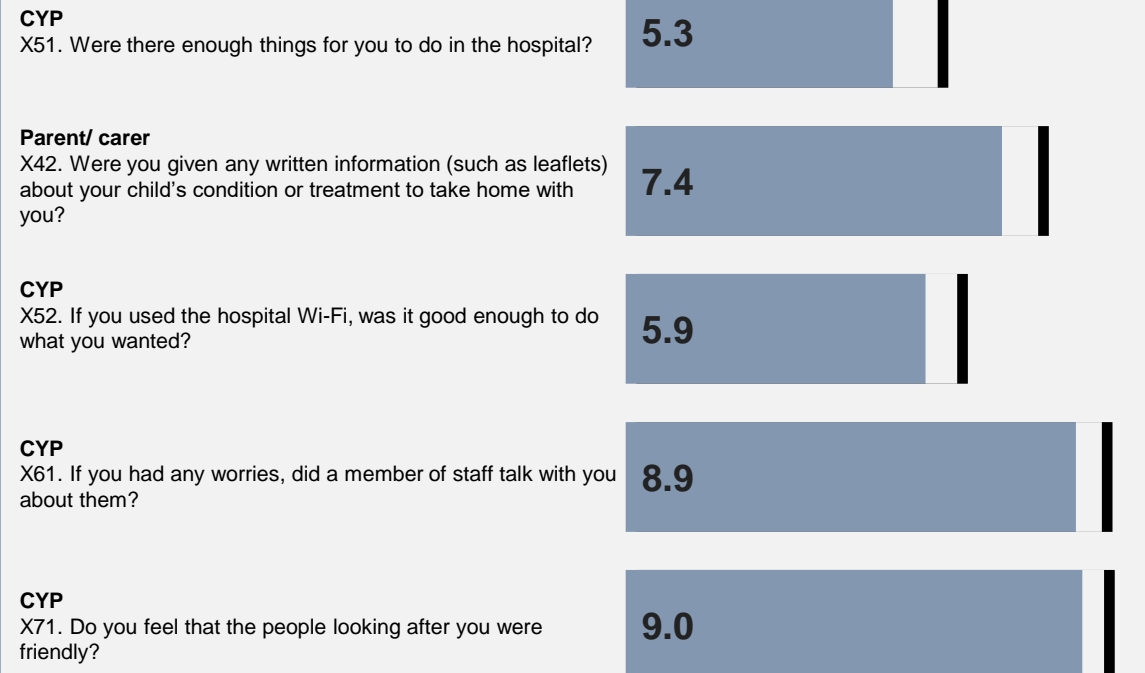 CYP
X51. Were there enough things for you to do in the hospital?
5.3
Parent/ carer
X42. Were you given any written information (such as leaflets)
about your child's condition or treatment to take home with
you?
7.4
CYP
X52. If you used the hospital Wi-Fi, was it good enough to do
what you wanted?
5.9
CYP
X61. If you had any worries, did a member of staff talk with you
about them?
8.9
CYP
X71. Do you feel that the people looking after you were
friendly?
9.0